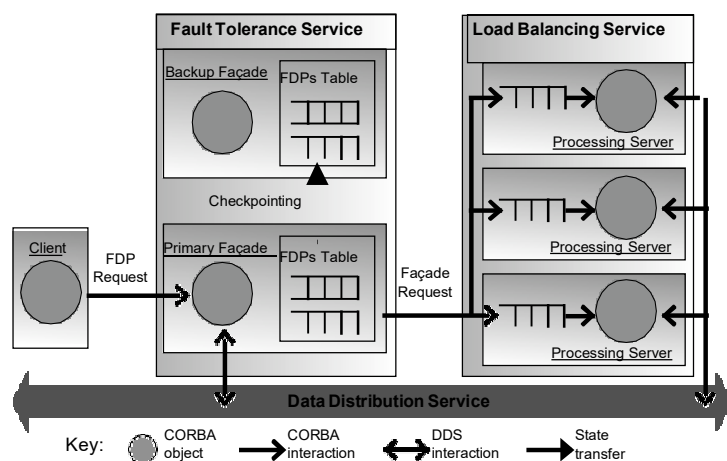 Fault Tolerance Service
Load Balancing Service
Backup Façade
FDPs Table
Processing Server
Checkpointing
Client
FDP
Request
Primary Façade
FDPs Table
Façade
Request
Processing Server
Processing Server
Data Distribution Service
Key:
CORBA
object
CORBA
interaction
DDS
interaction
State
transfer